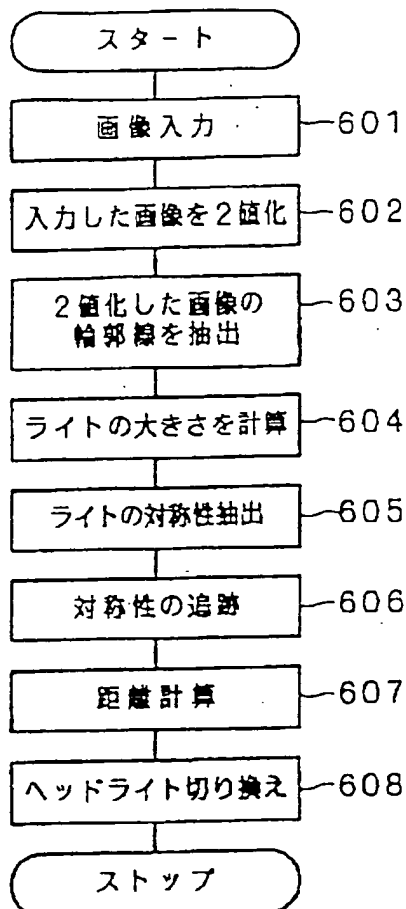 スタート
画像入力 601
入力した画像を2値化 602
2値化した画像の 603
輪郭線を抽出
ライトの大きさを計算 604
ライトの対称性抽出 605
対称性の追跡 606
距離計算 607
ヘッドライト切り換え 608
ストップ